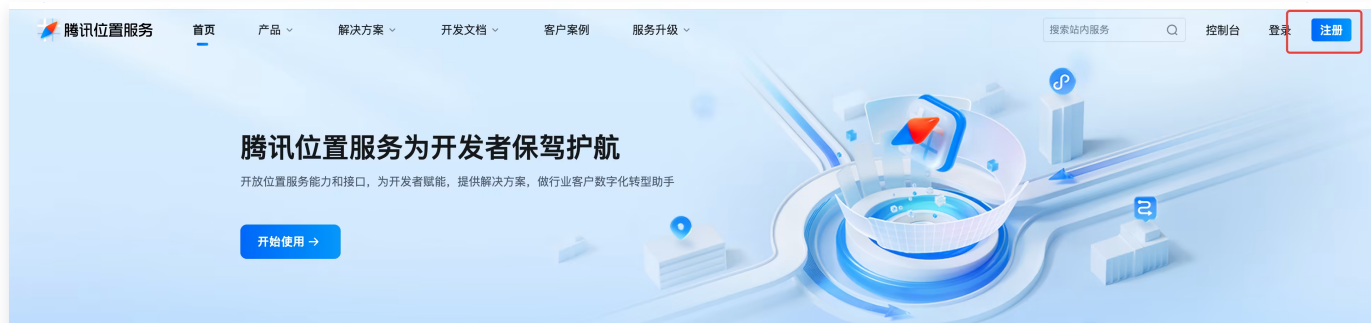 腾讯位置服务 首页 产品 解决方案 开发文档 客户案例 服务升级 搜索站内服务 控制台 登录 注册
腾讯位置服务为开发者保驾护航
开放位置服务能力和接口，为开发者赋能，提供解决方案，做行业客户数字化转型助手
开始使用 →